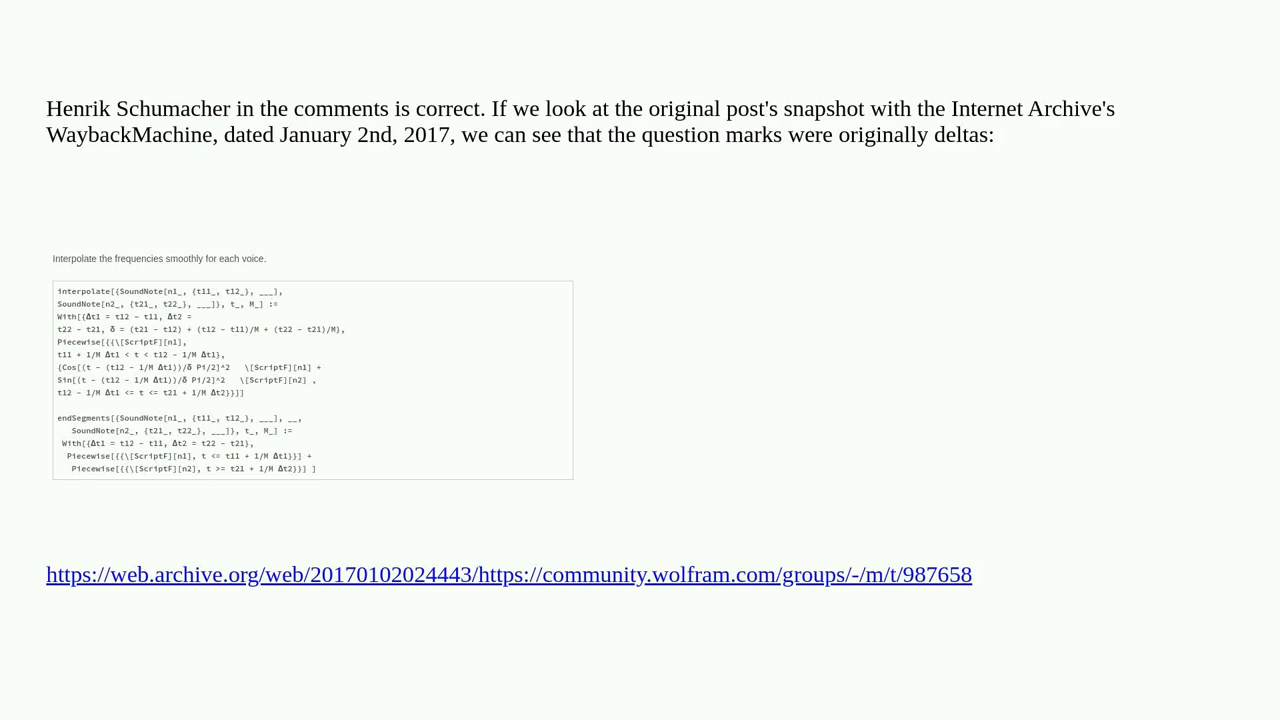 Henrik Schumacher in the comments is correct. If we look at the original post's snapshot with the Internet Archive's
WaybackMachine, dated January 2nd, 2017, we can see that the question marks were originally deltas:
Interpolate the frequencies smoothly for each voice.
interpolate[{SoundNote[n1_, {t11_, t12_}, ___],
SoundNote[n2_, {t21_, t22_}, ___]}, t_, M_] :=
With[{Δt1 = t12 - t11, Δt2 =
t22 - t21, δ = (t21 - t12) + (t12 - t11)/M + (t22 - t21)/M},
Piecewise[{{\[ScriptF][n1],
t11 + 1/M Δt1 < t < t12 - 1/M Δt1},
{Cos[(t - (t12 - 1/M Δt1))/δ Pi/2]^2   \[ScriptF][n1] +
Sin[(t - (t12 - 1/M Δt1))/δ Pi/2]^2   \[ScriptF][n2] ,
t12 - 1/M Δt1 <= t <= t21 + 1/M Δt2}}]]
endSegments[{SoundNote[n1_, {t11_, t12_}, ___], __,
SoundNote[n2_, {t21_, t22_}, ___]}, t_, M_] :=
With[{Δt1 = t12 - t11, Δt2 = t22 - t21},
Piecewise[{{\[ScriptF][n1], t <= t11 + 1/M Δt1}}] +
Piecewise[{{\[ScriptF][n2], t >= t21 + 1/M Δt2}}] ]
https://web.archive.org/web/20170102024443/https://community.wolfram.com/groups/-/m/t/987658